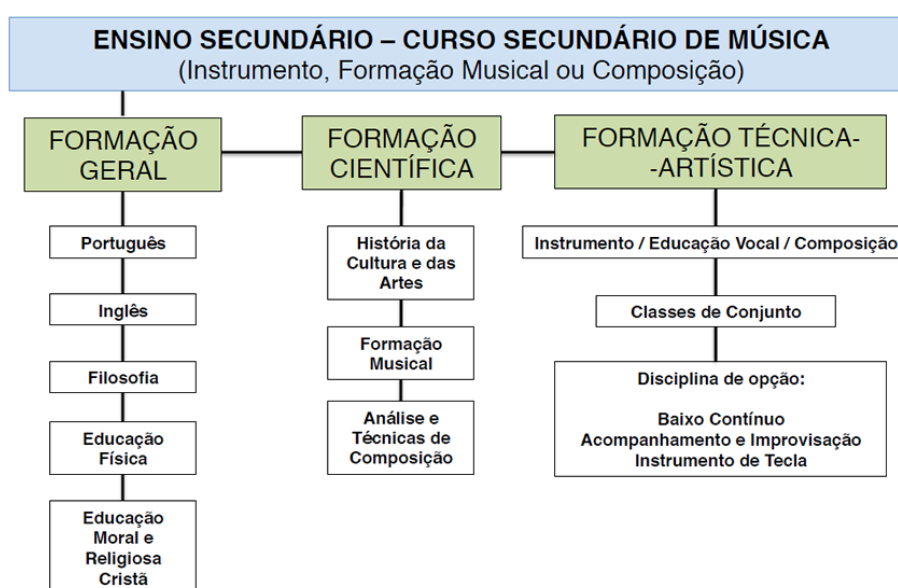 ENSINO SECUNDÁRIO – CURSO SECUNDÁRIO DE MÚSICA
(Instrumento, Formação Musical ou Composição)
FORMAÇÃO
GERAL
Português
Inglês
Filosofia
Educação
Física
Educação
Moral e
Religiosa
Cristã
FORMAÇÃO
CIENTÍFICA
História da
Cultura e das
Artes
Formação
Musical
Análise e
Técnicas de
Composição
FORMAÇÃO TÉCNICA-
-ARTÍSTICA
Instrumento / Educação Vocal / Composição
Classes de Conjunto
Disciplina de opção:
Baixo Contínuo
Acompanhamento e Improvisação
Instrumento de Tecla